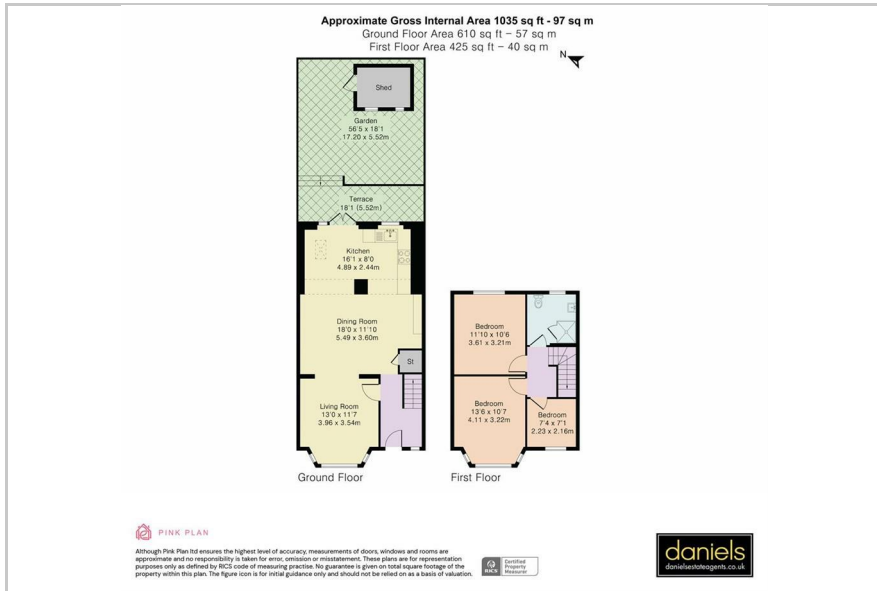 Approximate Gross Internal Area 1035 sq ft - 97 sq m
Ground Floor Area 610 sq ft – 57 sq m
First Floor Area 425 sq ft – 40 sq m
N
Shed
Garden
56'5 x 18'1
17.20 x 5.52m
Terrace
18'1 (5.52m)
Kitchen
16'1 x 8'0
4.89 x 2.44m
Dining Room
18'0 x 11'10
5.49 x 3.60m
St
Living Room
13'0 x 11'7
3.96 x 3.54m
Ground Floor
Bedroom
11'10 x 10'6
3.61 x 3.21m
Bedroom
13'6 x 10'7
4.11 x 3.22m
Bedroom
7'4 x 7'1
2.23 x 2.16m
First Floor
PINK PLAN
Although Pink Plan ltd ensures the highest level of accuracy, measurements of doors, windows and rooms are
approximate and no responsibility is taken for error, omission or misstatement. These plans are for representation
purposes only as defined by RICS code of measuring practise. No guarantee is given on total square footage of the
property within this plan. The figure icon is for initial guidance only and should not be relied on as a basis of valuation.
RICS
Certified
Property
Measurer
daniels
danielsestateagents.co.uk